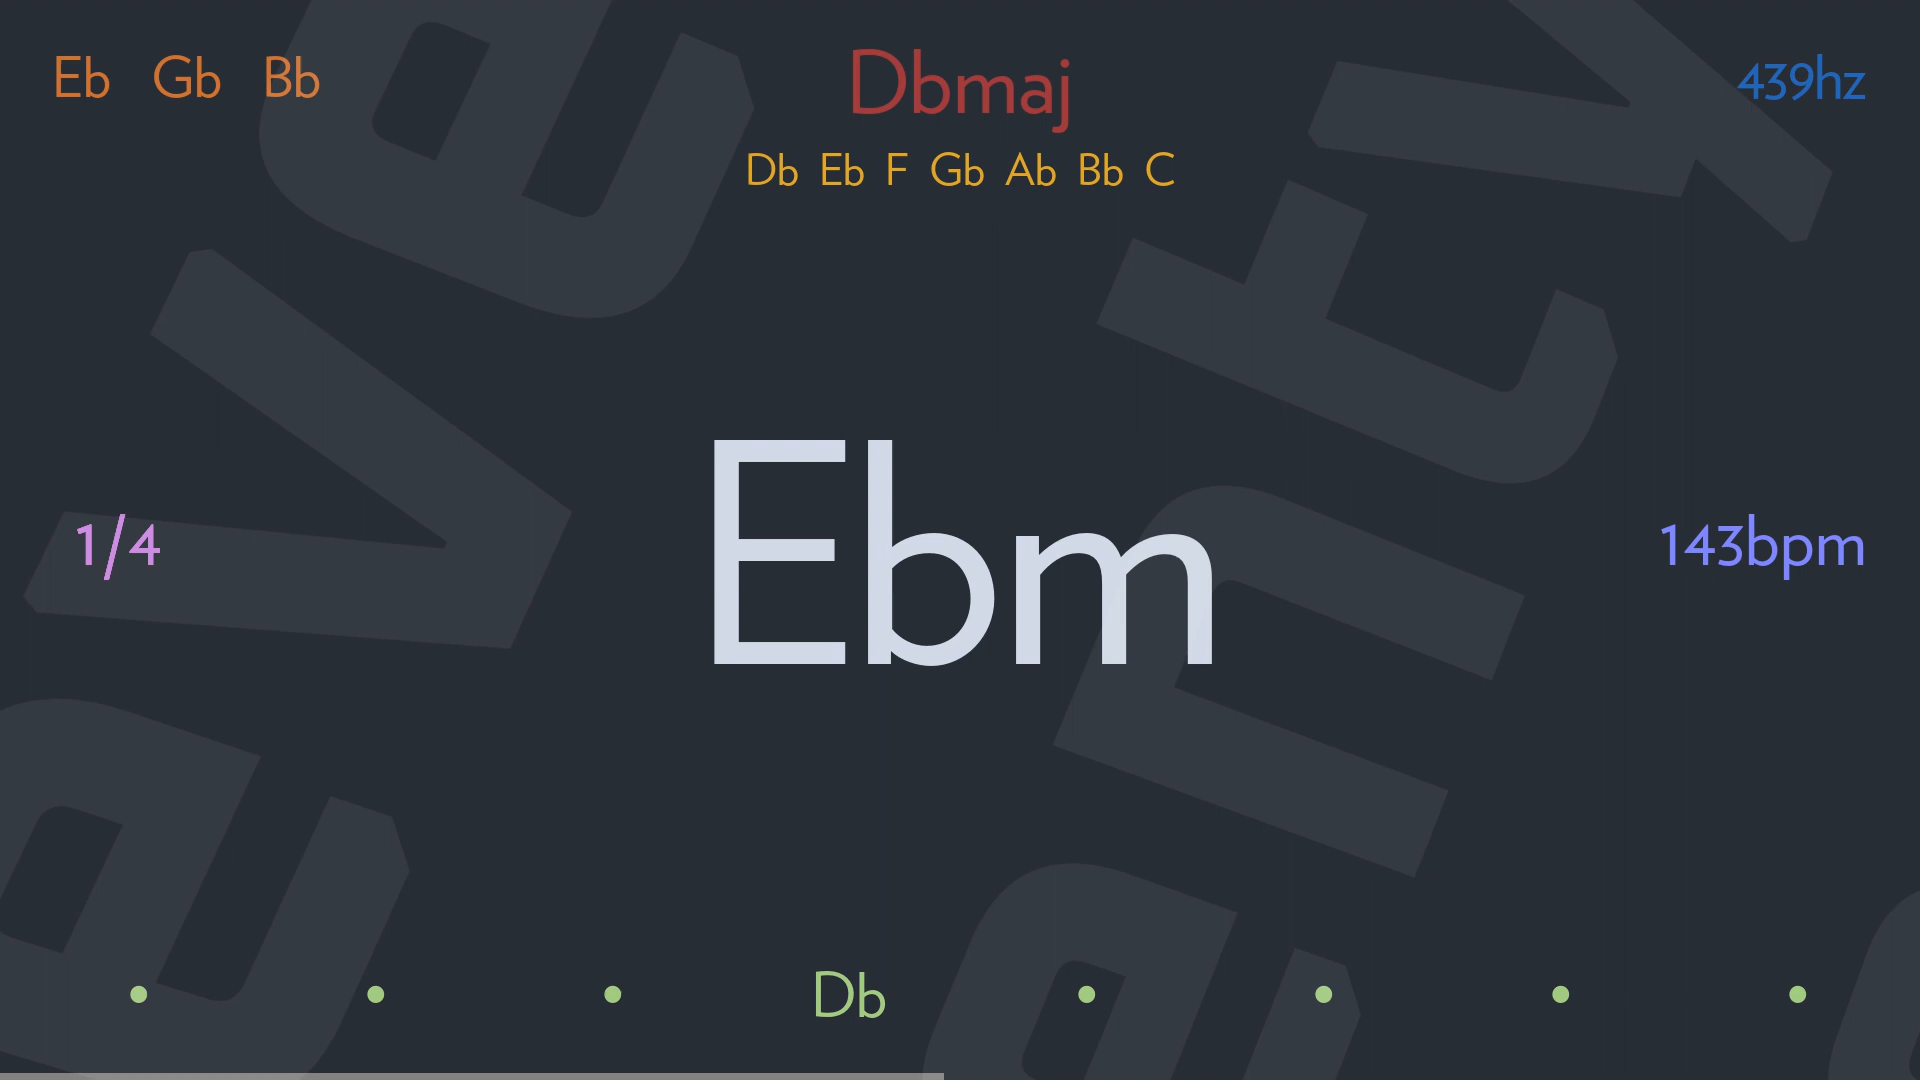 Eb Gb Bb
Dbmaj
439hz
Db Eb F Gb Ab Bb C
1/4
Ebm
143bpm
Db